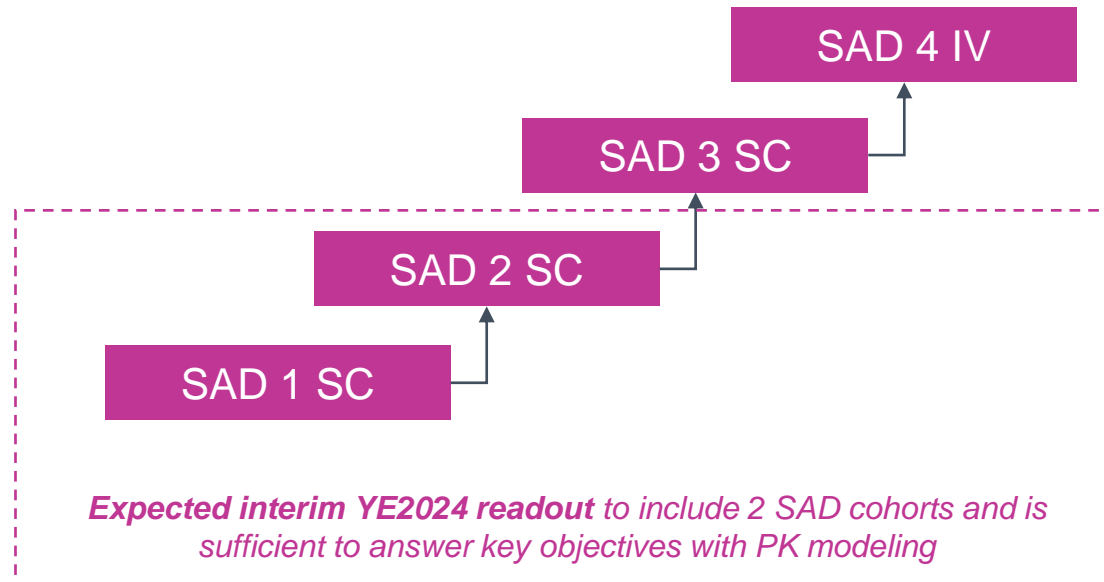 SAD 4 IV
SAD 3 SC
SAD 2 SC
SAD 1 SC
Expected interim YE2024 readout to include 2 SAD cohorts and is
sufficient to answer key objectives with PK modeling